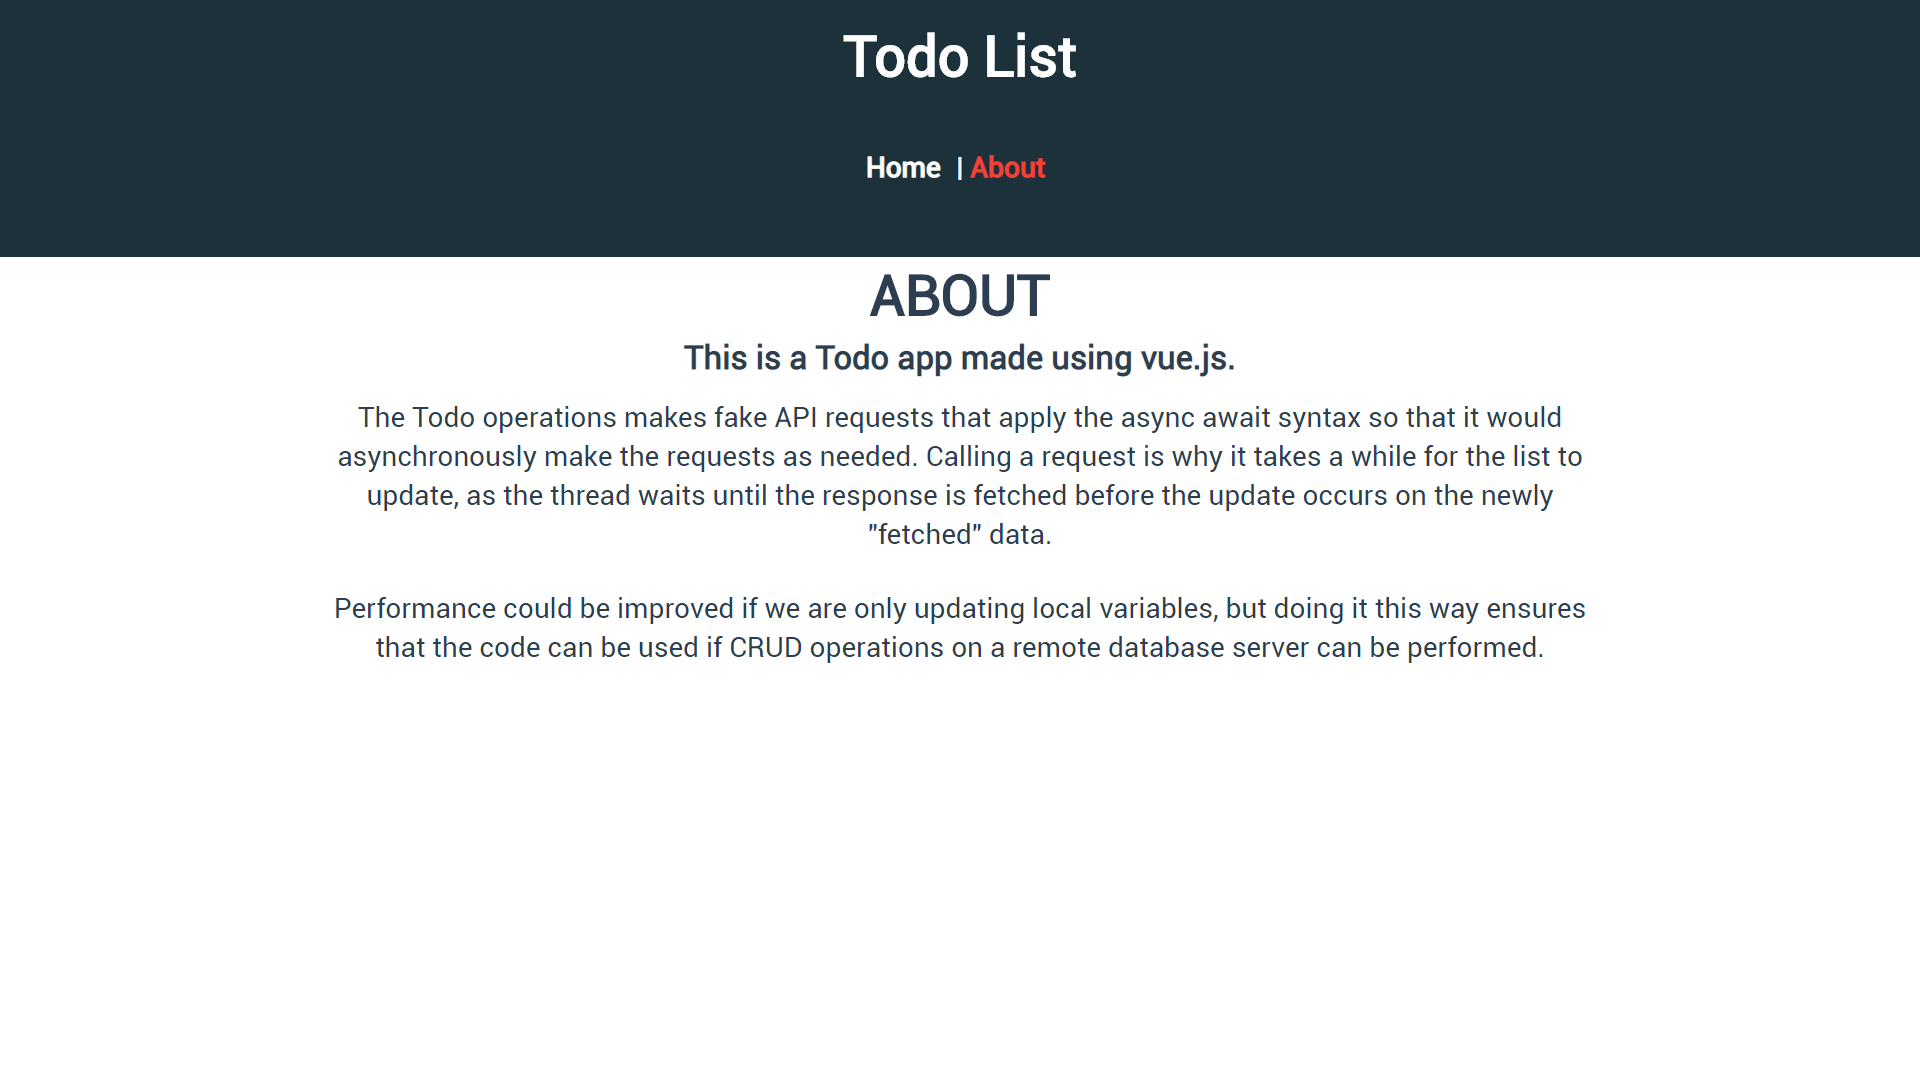 Todo List
Home | About
ABOUT
This is a Todo app made using vue.js.
The Todo operations makes fake API requests that apply the async await syntax so that it would
asynchronously make the requests as needed. Calling a request is why it takes a while for the list to
update, as the thread waits until the response is fetched before the update occurs on the newly
"fetched" data.
Performance could be improved if we are only updating local variables, but doing it this way ensures
that the code can be used if CRUD operations on a remote database server can be performed.